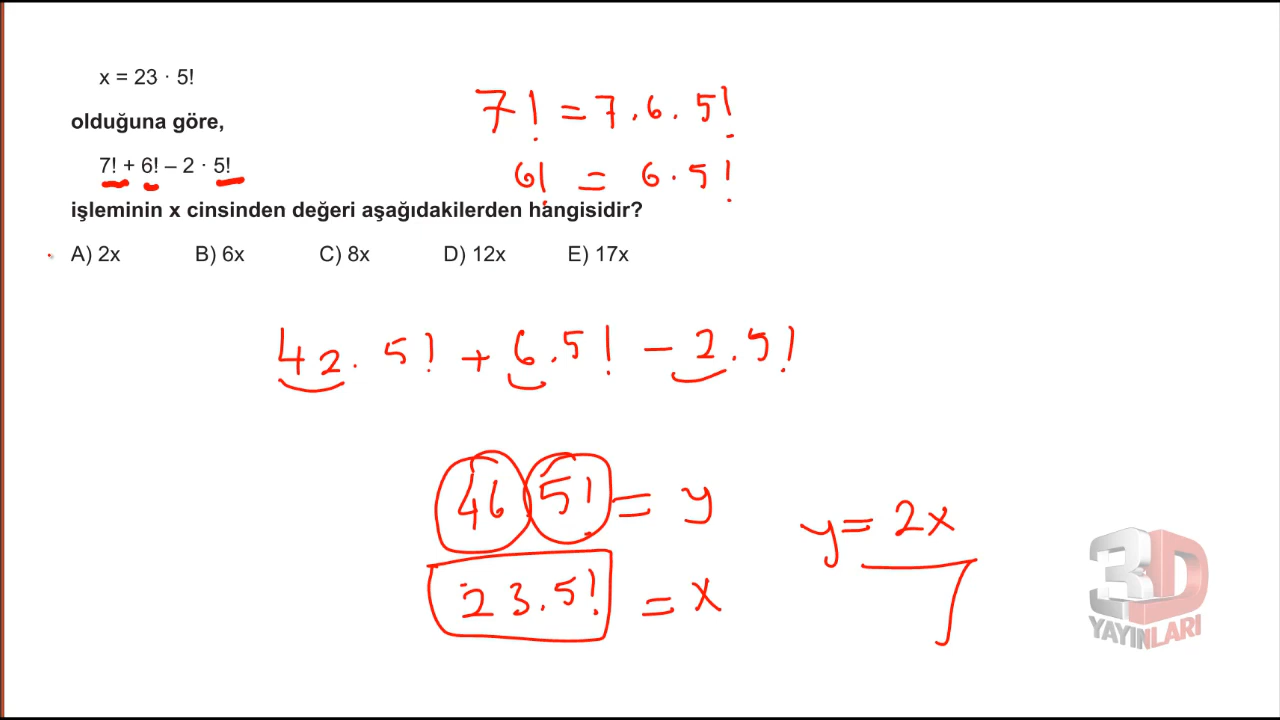 x = 23 · 5!
olduğuna göre,
7! + 6! – 2 · 5!
işleminin x cinsinden değeri aşağıdakilerden hangisidir?
A) 2x B) 6x C) 8x D) 12x E) 17x
7! = 7.6.5!
6! = 6.5!
42.5! + 6.5! – 2.5!
46 5! = y
23.5! = x
y = 2x
3D
YAYINLARI